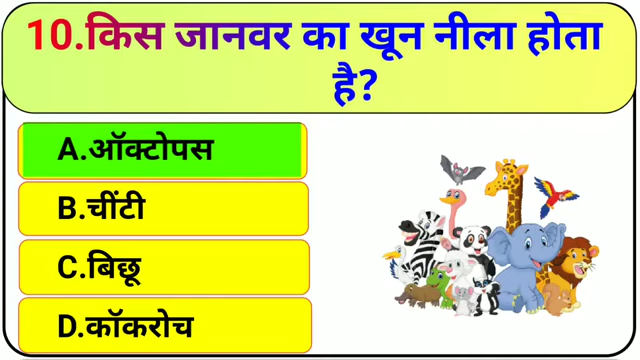 10.किस जानवर का खून नीला होता
है?
A.ऑक्टोपस
B.चींटी
C.बिछू
D.कॉकरोच